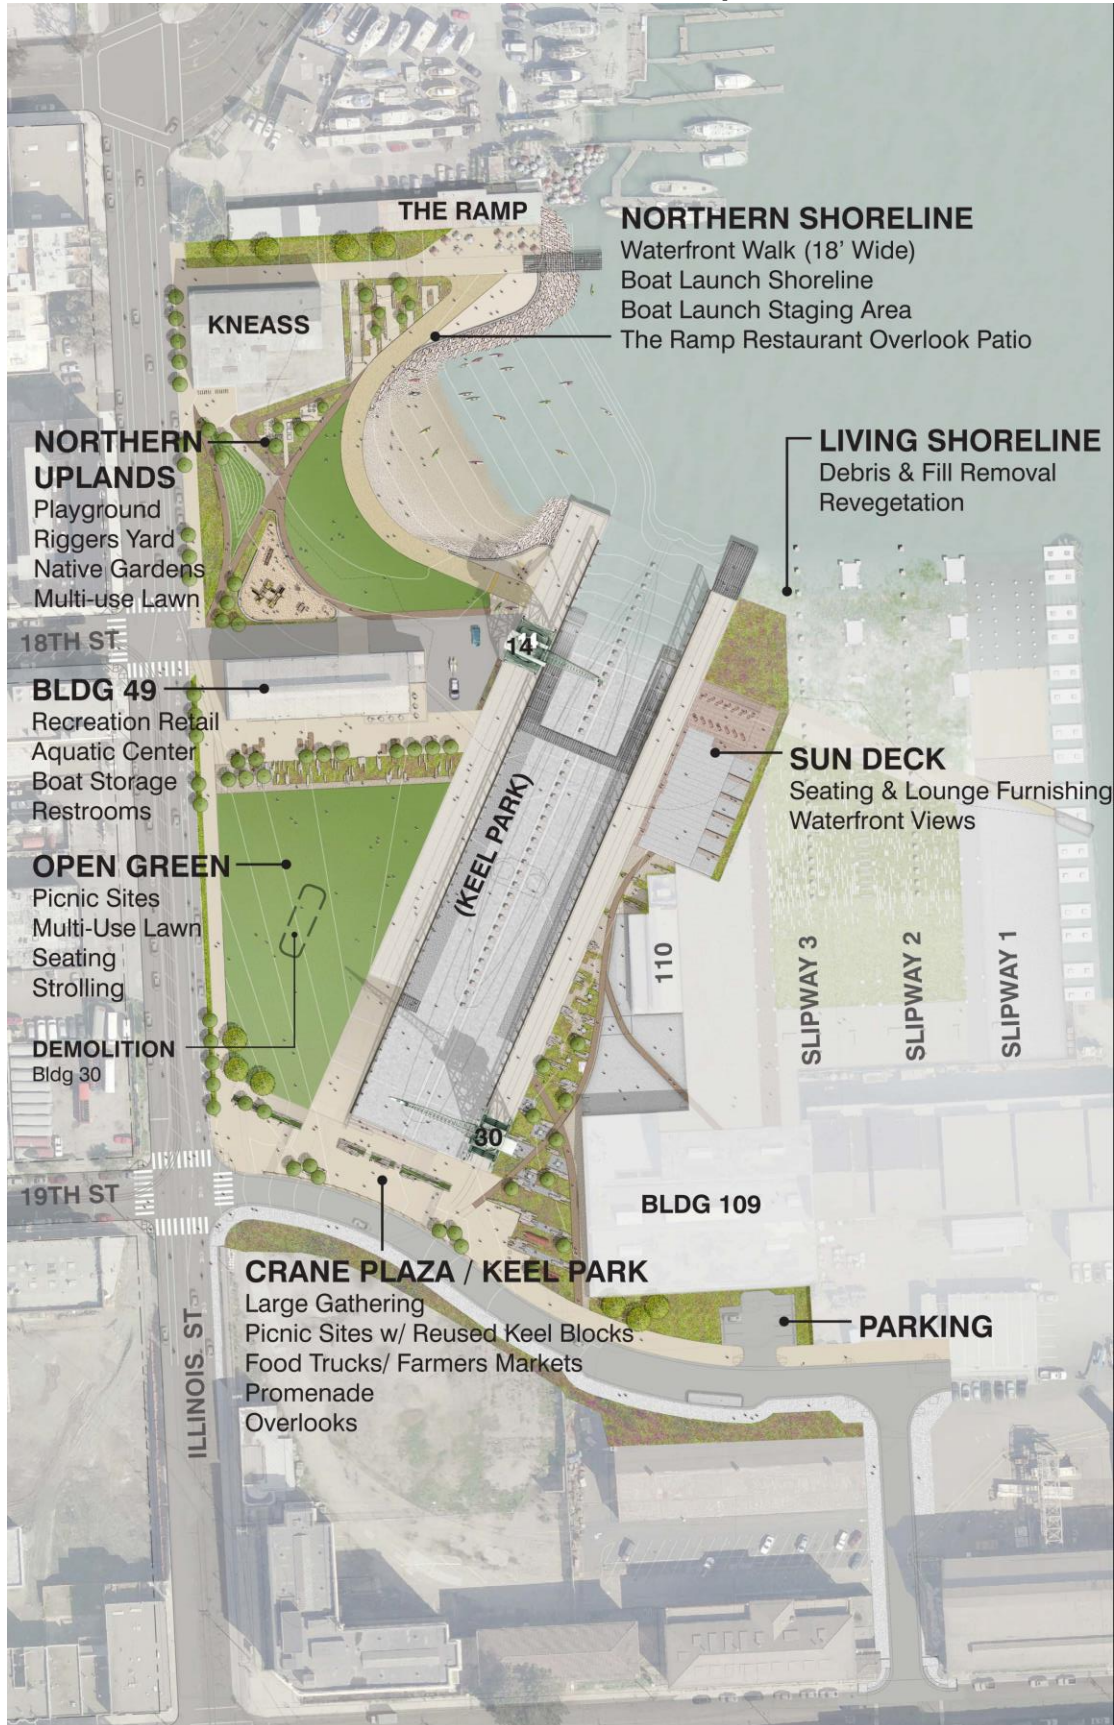 THE RAMP
NORTHERN SHORELINE
Waterfront Walk (18' Wide)
Boat Launch Shoreline
Boat Launch Staging Area
The Ramp Restaurant Overlook Patio
KNEASS
NORTHERN
UPLANDS
Playground
Riggers Yard
Native Gardens
Multi-use Lawn
LIVING SHORELINE
Debris & Fill Removal
Revegetation
18TH ST
14
BLDG 49
Recreation Retail
Aquatic Center
Boat Storage
Restrooms
SUN DECK
Seating & Lounge Furnishing
Waterfront Views
(KEEL PARK)
OPEN GREEN
Picnic Sites
Multi-Use Lawn
Seating
Strolling
110
SLIPWAY 3
SLIPWAY 2
SLIPWAY 1
DEMOLITION
Bldg 30
30
19TH ST
BLDG 109
CRANE PLAZA / KEEL PARK
Large Gathering
Picnic Sites w/ Reused Keel Blocks
Food Trucks/ Farmers Markets
Promenade
Overlooks
PARKING
ILLINOIS ST